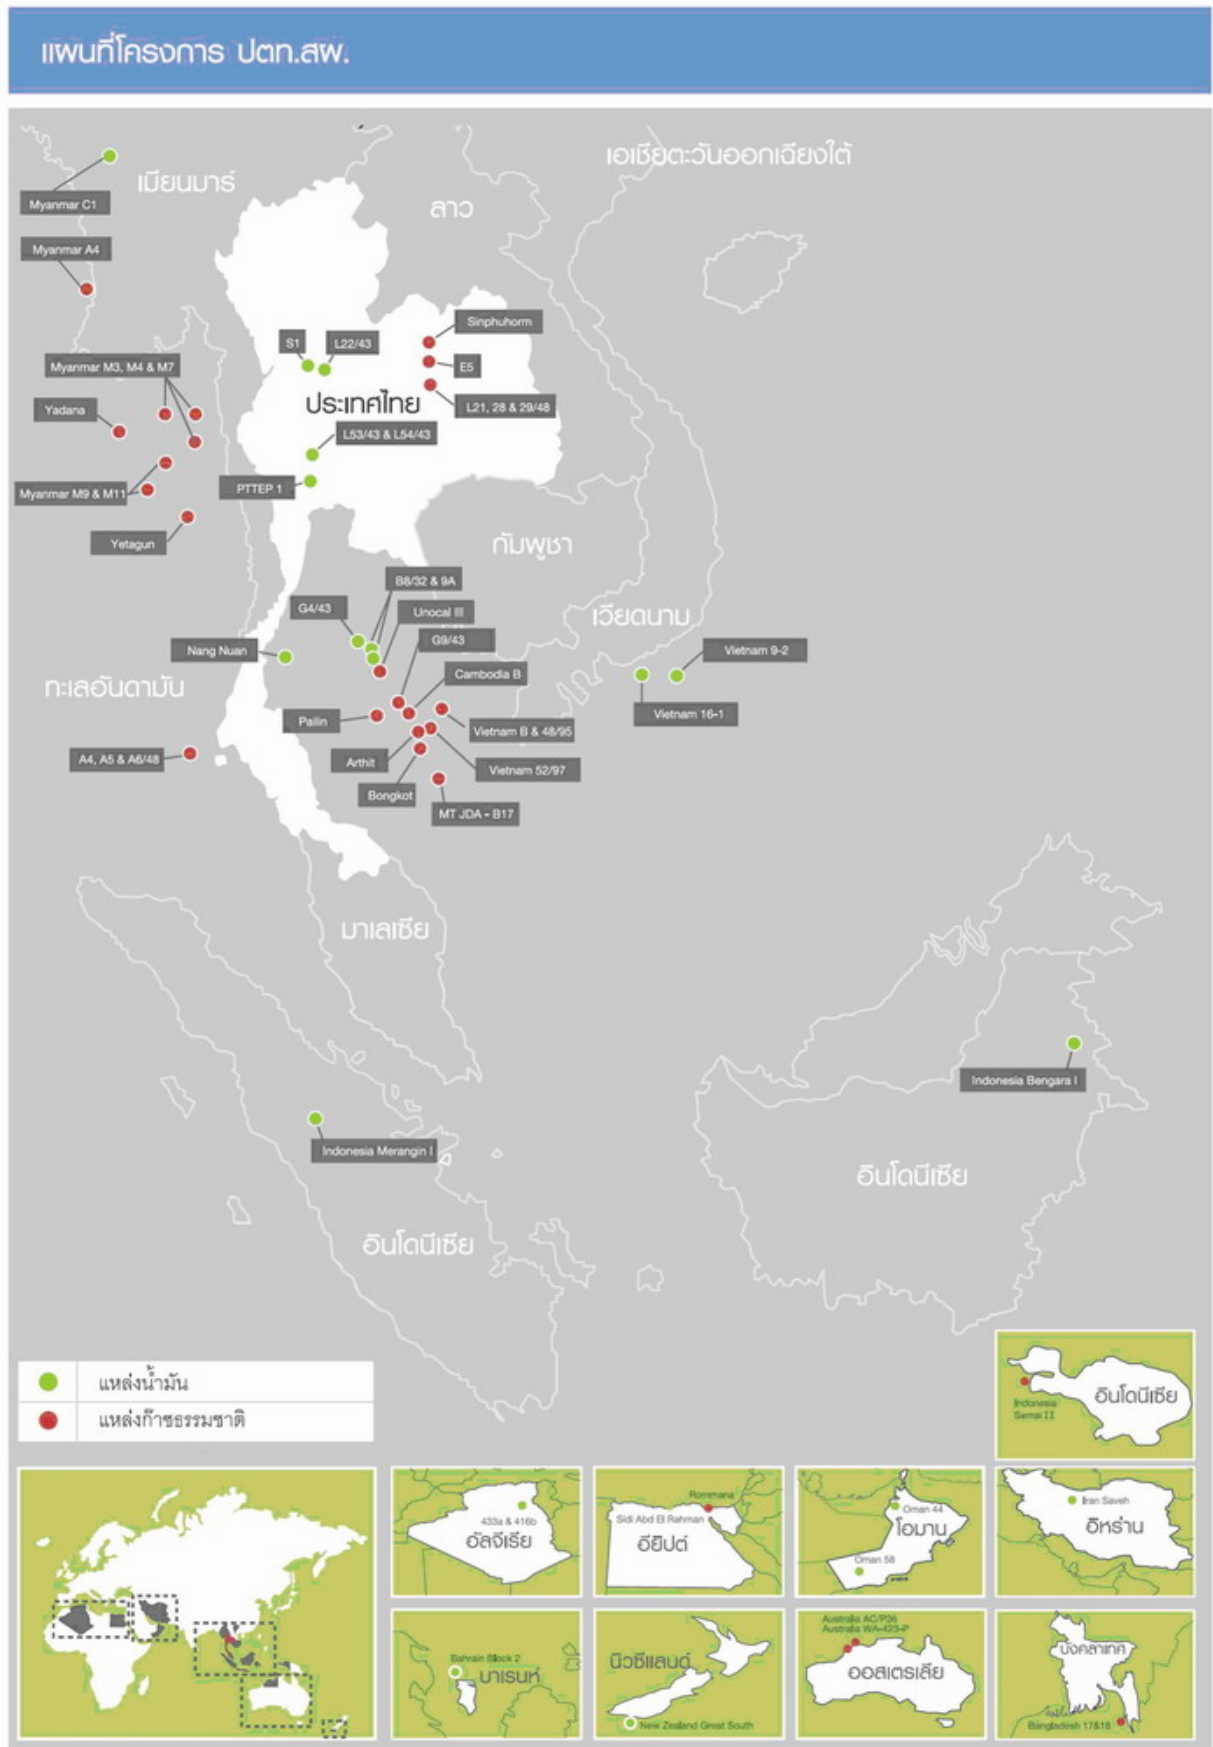 แผนที่โครงการ ปตท.สผ.
เอเชียตะวันออกเฉียงใต้
เมียนมาร์
ลาว
Myanmar C1
Myanmar A4
Sinphuhorm
S1
L22/43
Myanmar M3, M4 & M7
E5
ประเทศไทย
Yadana
L21, 28 & 29/48
L53/43 & L54/43
Myanmar M9 & M11
PTTEP 1
Yetagun
กัมพูชา
B8/32 & 9A
G4/43
Unocal III
เวียดนาม
G9/43
Nang Nuan
Vietnam 9-2
Cambodia B
ทะเลอันดามัน
Vietnam 16-1
Pailin
Vietnam B & 48/95
A4, A5 & A6/48
Arthit
Vietnam 52/97
Bongkot
MT JDA - B17
มาเลเซีย
Indonesia Bengara I
Indonesia Merangin I
อินโดนีเซีย
อินโดนีเซีย
แหล่งน้ำมัน
แหล่งก๊าซธรรมชาติ
อินโดนีเซีย
Indonesia
Semai II
433a & 416b
อัลจีเรีย
Rommana
Sidi Abd El Rahman
อียิปต์
Oman 44
โอมาน
Oman 58
Iran Saveh
อิหร่าน
Bahrain Block 2
บาเรนห์
นิวซีแลนด์
New Zealand Great South
Australia AC/P36
Australia WA-423-P
ออสเตรเลีย
บังคลาเทศ
Bangladesh 17&18